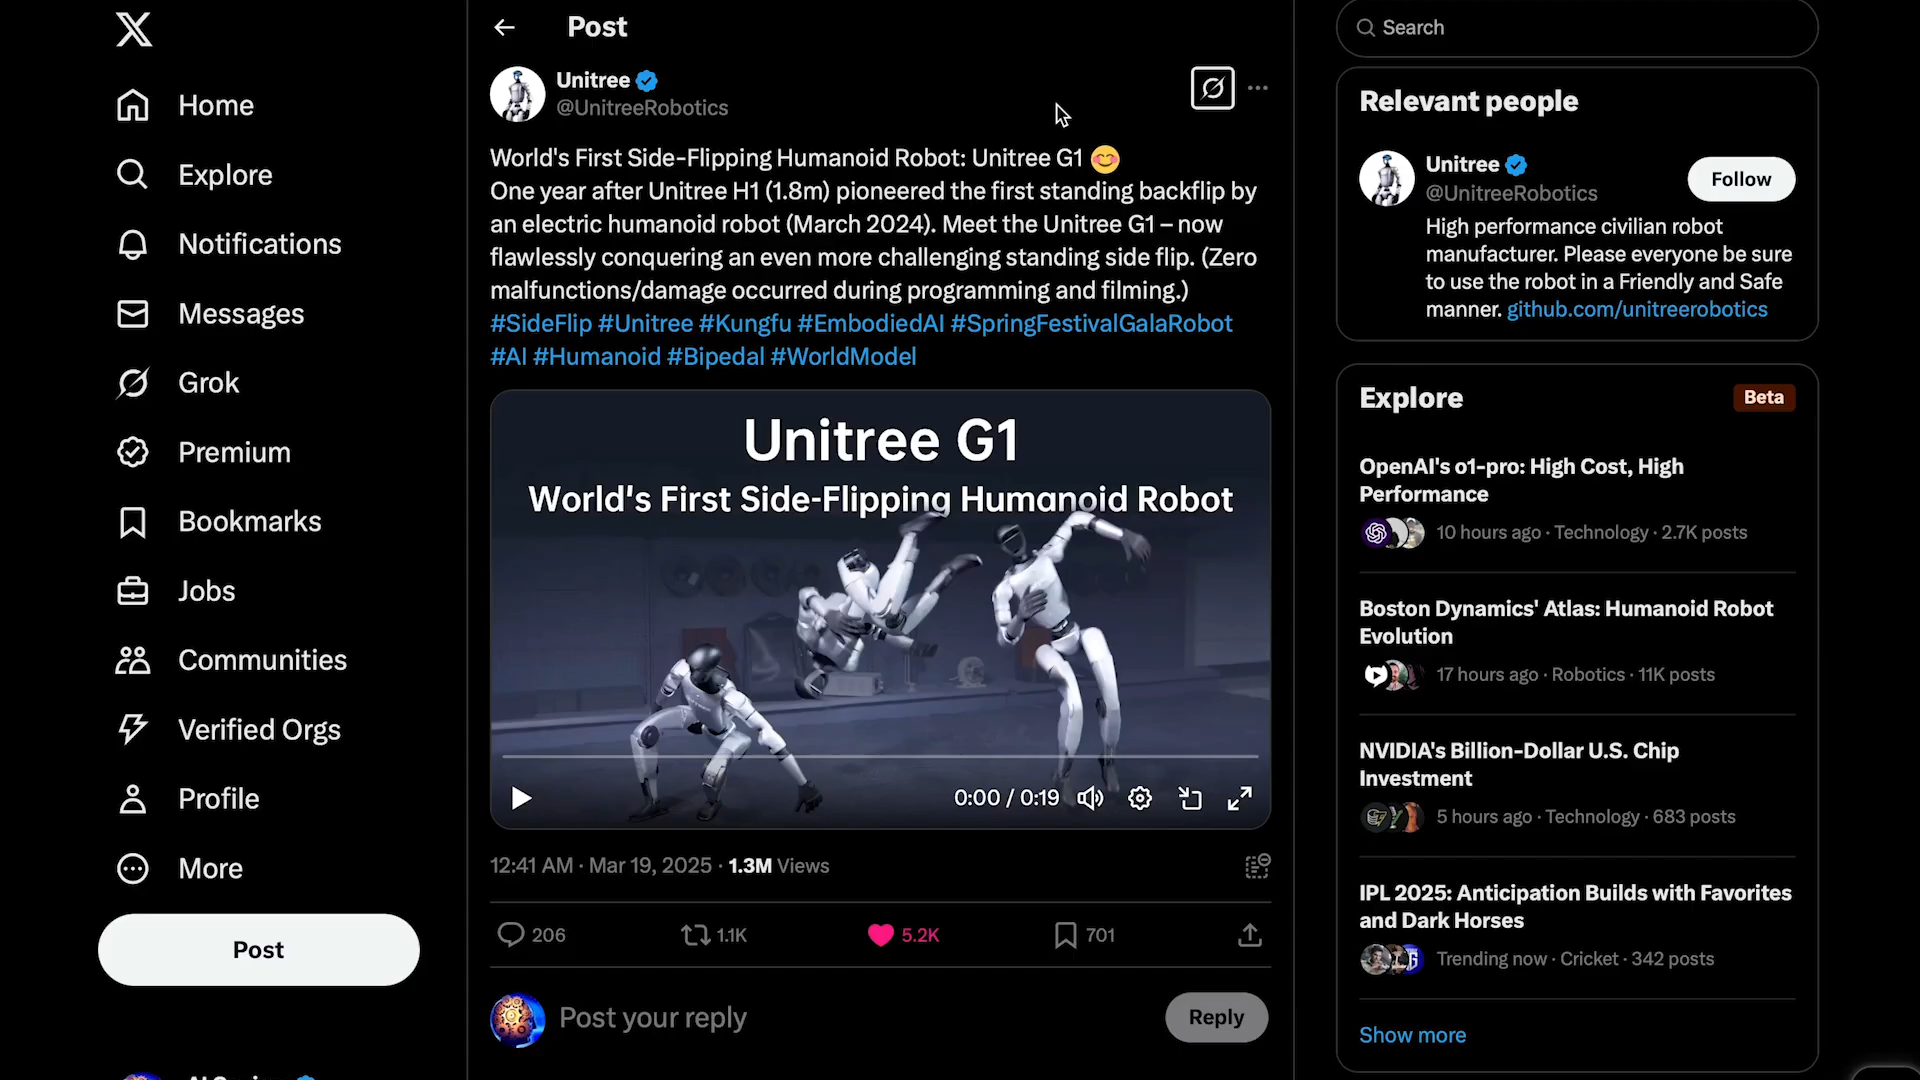 Home
Explore
Notifications
Messages
Grok
Premium
Bookmarks
Jobs
Communities
Verified Orgs
Profile
More
Post
Post
Unitree
@UnitreeRobotics
World's First Side-Flipping Humanoid Robot: Unitree G1 😊
One year after Unitree H1 (1.8m) pioneered the first standing backflip by
an electric humanoid robot (March 2024). Meet the Unitree G1 – now
flawlessly conquering an even more challenging standing side flip. (Zero
malfunctions/damage occurred during programming and filming.)
#SideFlip #Unitree #Kungfu #EmbodiedAI #SpringFestivalGalaRobot
#AI #Humanoid #Bipedal #WorldModel
Unitree G1
World's First Side-Flipping Humanoid Robot
0:00 / 0:19
12:41 AM · Mar 19, 2025 · 1.3M Views
206 1.1K 5.2K 701
Post your reply
Reply
Search
Relevant people
Unitree
@UnitreeRobotics
Follow
High performance civilian robot
manufacturer. Please everyone be sure
to use the robot in a Friendly and Safe
manner. github.com/unitreerobotics
Explore
Beta
OpenAI's o1-pro: High Cost, High
Performance
10 hours ago · Technology · 2.7K posts
Boston Dynamics' Atlas: Humanoid Robot
Evolution
17 hours ago · Robotics · 11K posts
NVIDIA's Billion-Dollar U.S. Chip
Investment
5 hours ago · Technology · 683 posts
IPL 2025: Anticipation Builds with Favorites
and Dark Horses
Trending now · Cricket · 342 posts
Show more